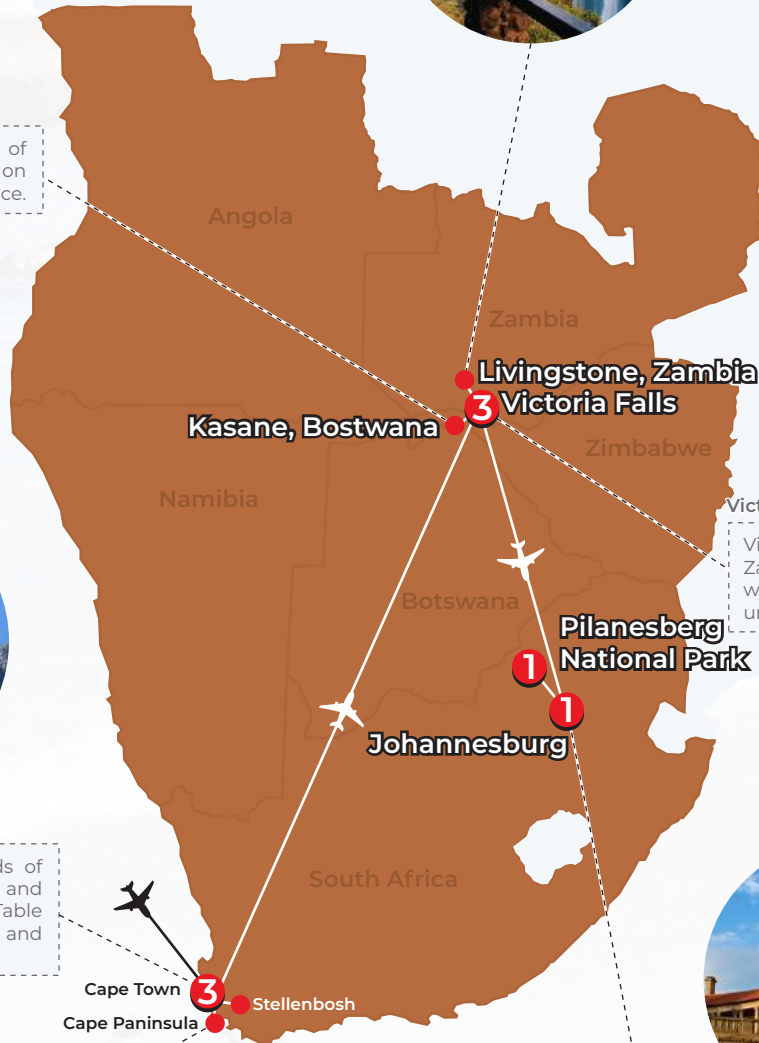 of
on
ce.
Angola
Zambia
Livingstone, Zambia
3
Victoria Falls
Kasane, Bostwana
Zimbabwe
Namibia
Vict
Vi
Za
w
un
Botswana
Pilanesberg
National Park
1
1
Johannesburg
ds of
and
Table
and
South Africa
Cape Town
3
Stellenbosh
Cape Paninsula